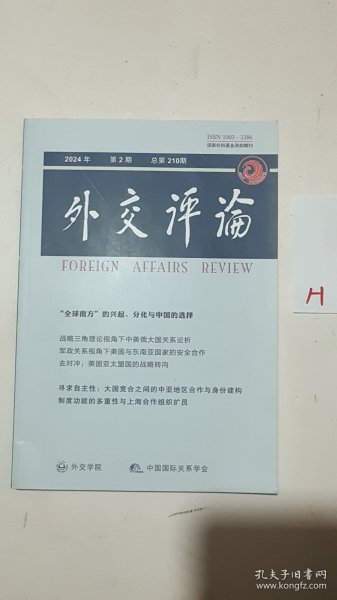 ISSN 1003-3386
国家社科基金资助期刊
2024年 第2期 总第210期
外交评论
FOREIGN AFFAIRS REVIEW
“全球南方”的兴起、分化与中国的选择
战略三角理论视角下中美俄大国关系论析
军政关系视角下美国与东南亚国家的安全合作
去对冲：美国亚太盟国的战略转向
寻求自主性：大国竞合之间的中亚地区合作与身份建构
制度功能的多重性与上海合作组织扩员
外交学院 中国国际关系学会
H
孔夫子旧书网
www.kongfz.com